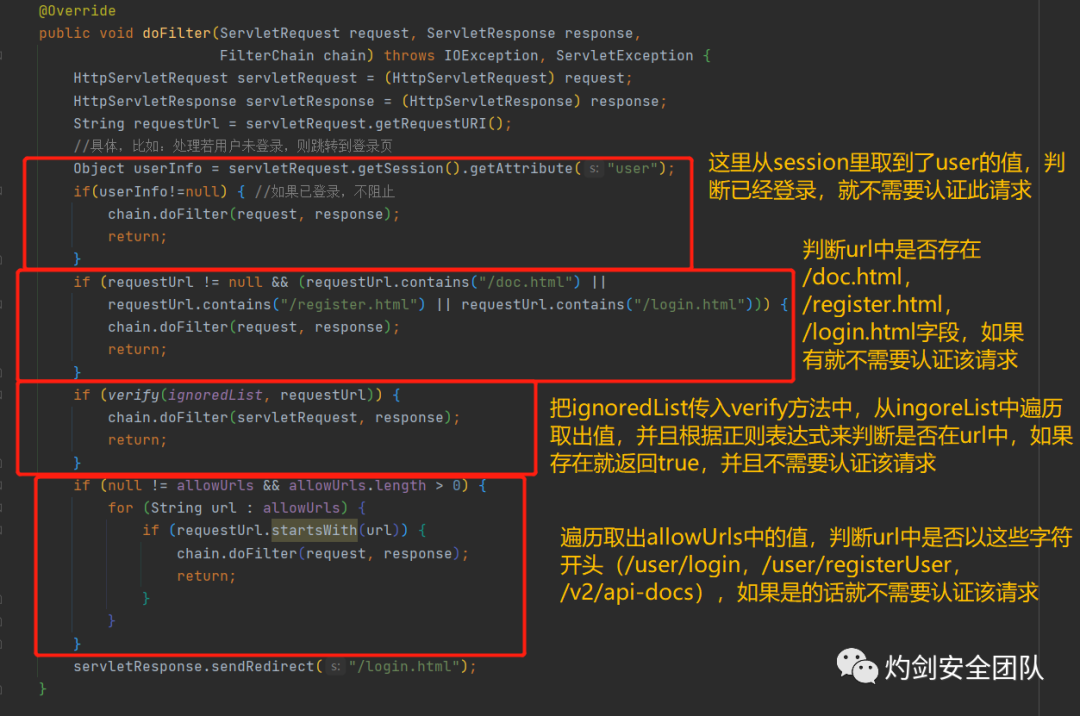 @Override
public void doFilter(ServletRequest request, ServletResponse response,
FilterChain chain) throws IOException, ServletException {
HttpServletRequest servletRequest = (HttpServletRequest) request;
HttpServletResponse servletResponse = (HttpServletResponse) response;
String requestUrl = servletRequest.getRequestURI();
//具体，比如：处理若用户未登录，则跳转到登录页
Object userInfo = servletRequest.getSession().getAttribute( s: "user");
if(userInfo!=null) { //如果已登录，不阻止
chain.doFilter(request, response);
return;
}
这里从session里取到了user的值，判
断已经登录，就不需要认证此请求
if (requestUrl != null && (requestUrl.contains("/doc.html") ||
requestUrl.contains("/register.html") || requestUrl.contains("/login.html"))) {
chain.doFilter(request, response);
return;
}
判断url中是否存在
/doc.html，
/register.html，
/login.html字段，如果
有就不需要认证该请求
if (verify(ignoredList, requestUrl)) {
chain.doFilter(servletRequest, response);
return;
}
把ignoredList传入verify方法中，从ingoreList中遍历
取出值，并且根据正则表达式来判断是否在url中，如果
存在就返回true，并且不需要认证该请求
if (null != allowUrls && allowUrls.length > 0) {
for (String url : allowUrls) {
if (requestUrl.startsWith(url)) {
chain.doFilter(request, response);
return;
}
}
}
遍历取出allowUrls中的值，判断url中是否以这些字符
开头（/user/login，/user/registerUser，
/v2/api-docs），如果是的话就不需要认证该请求
servletResponse.sendRedirect( s: "/login.html");
}
灼剑安全团队